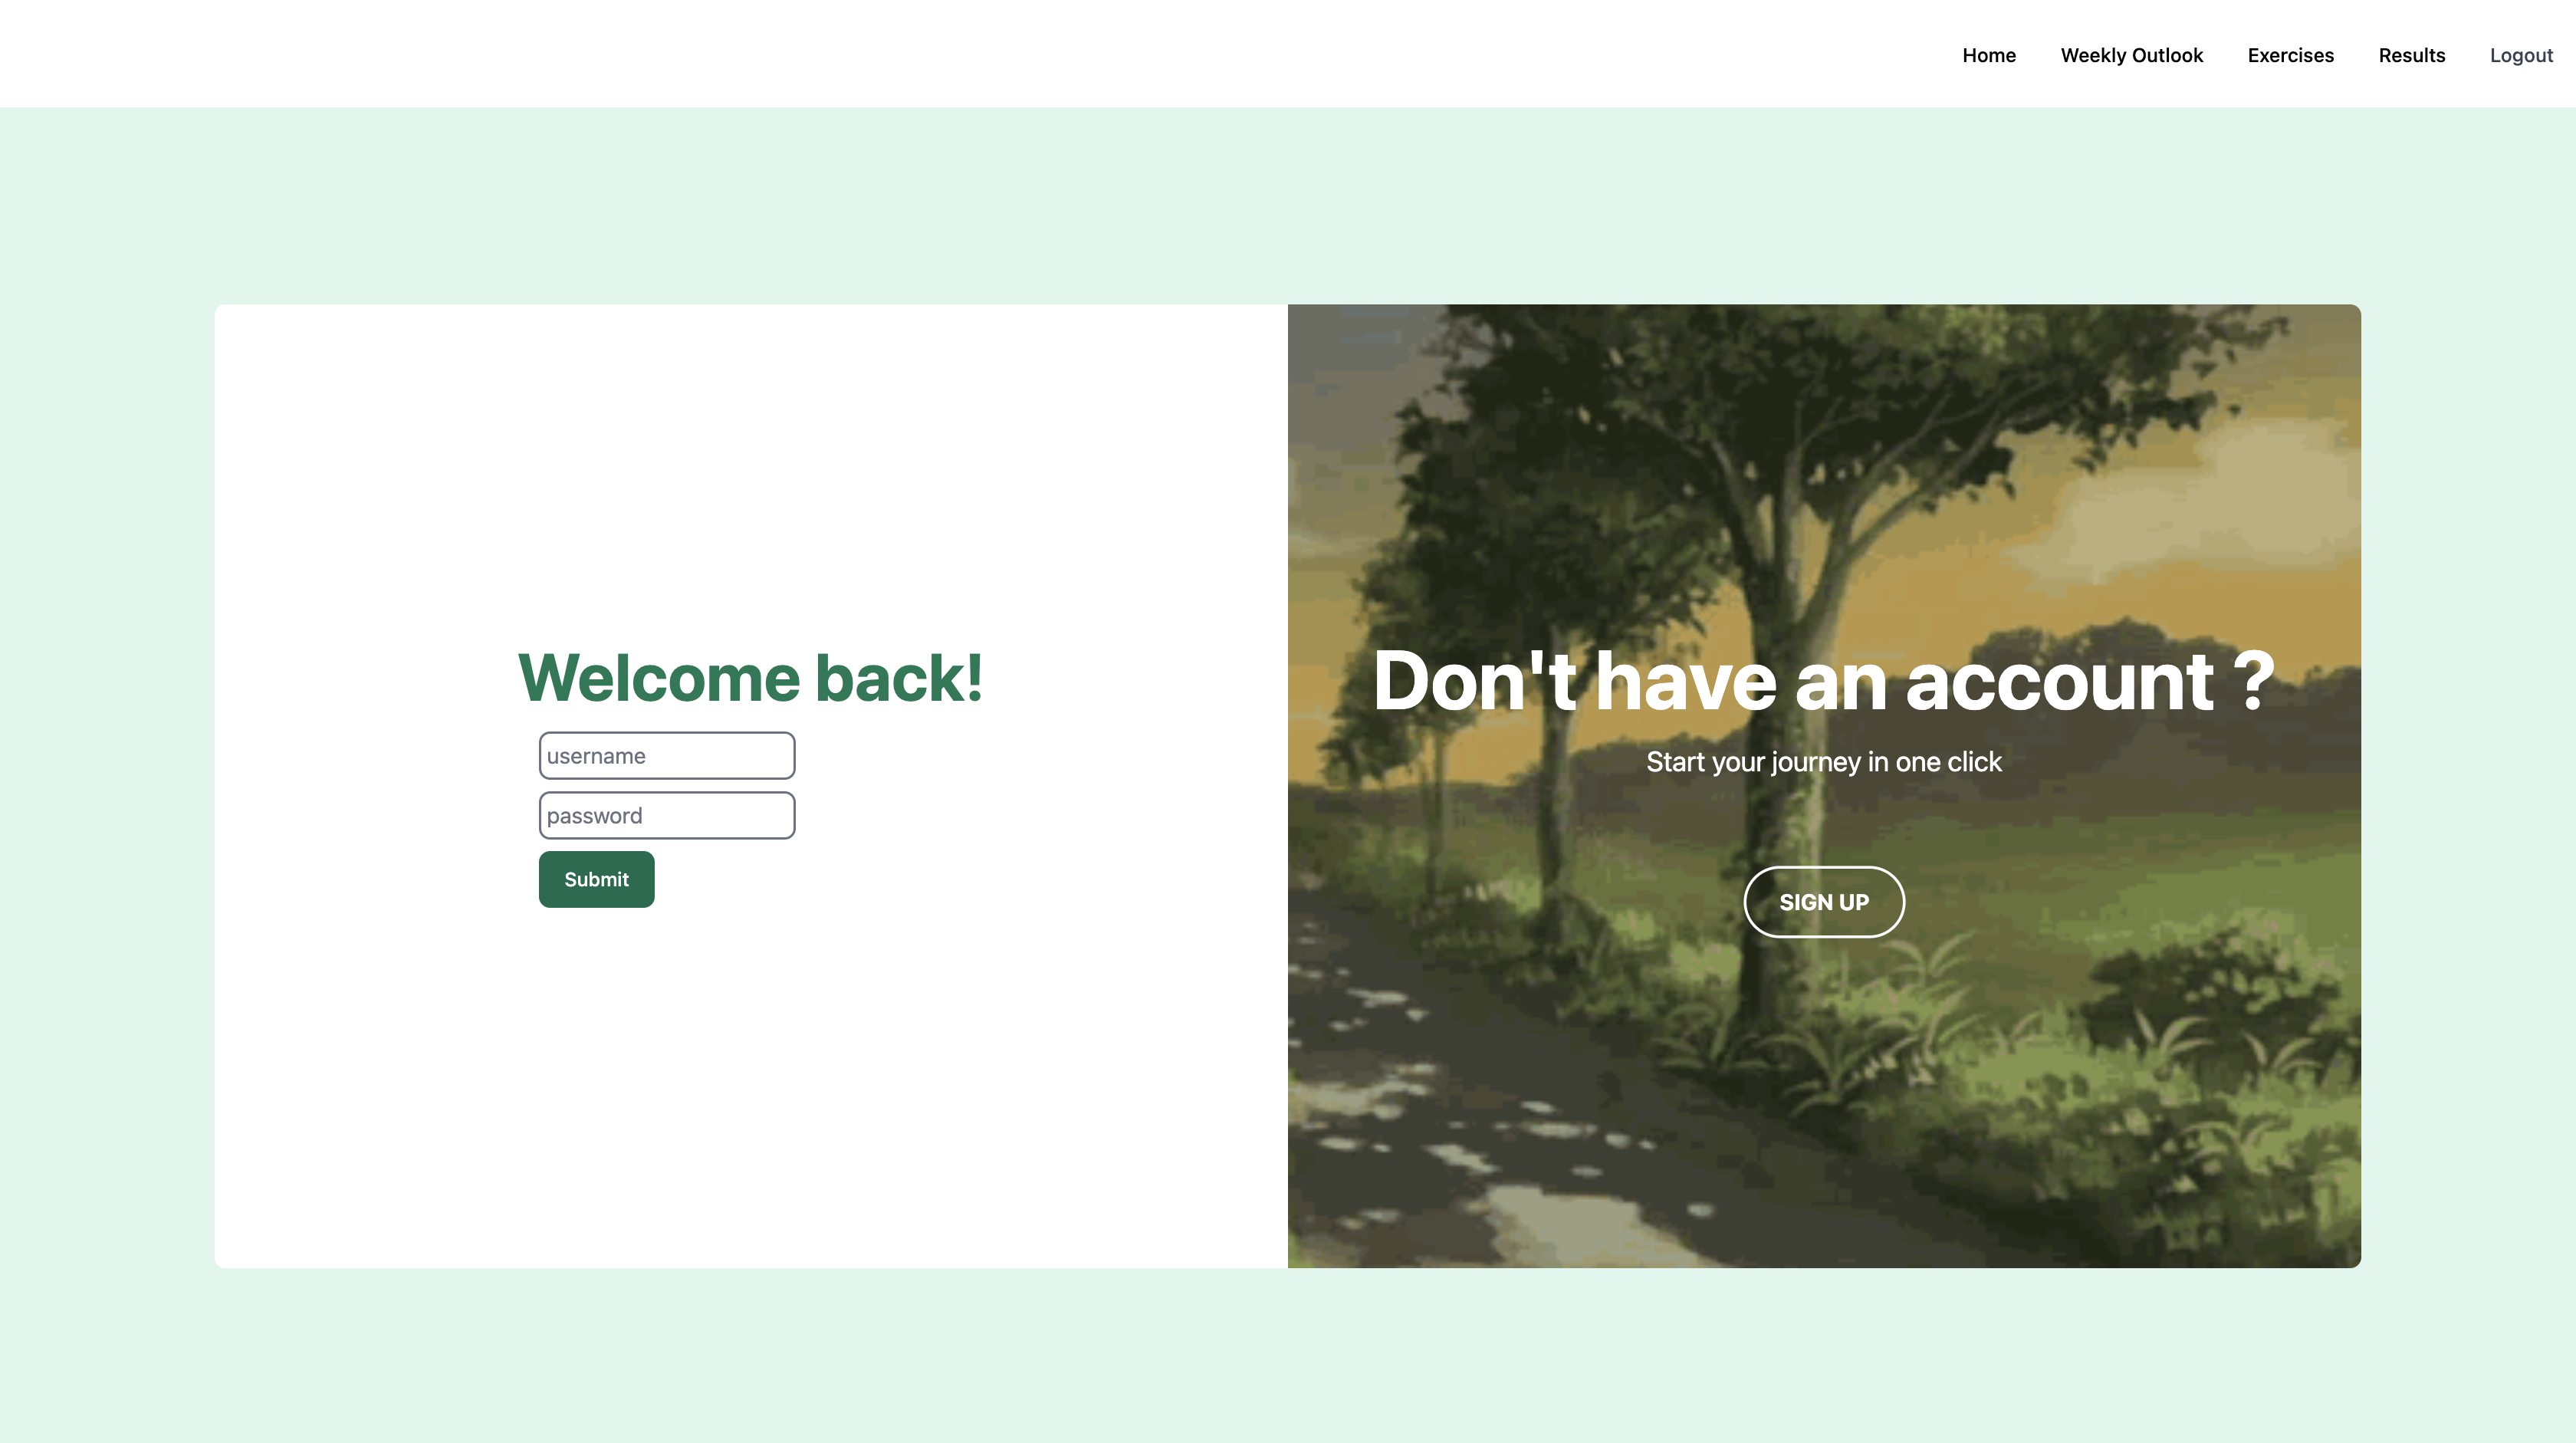 Home Weekly Outlook Exercises Results Logout
Welcome back!
username
password
Submit
Don't have an account ?
Start your journey in one click
SIGN UP